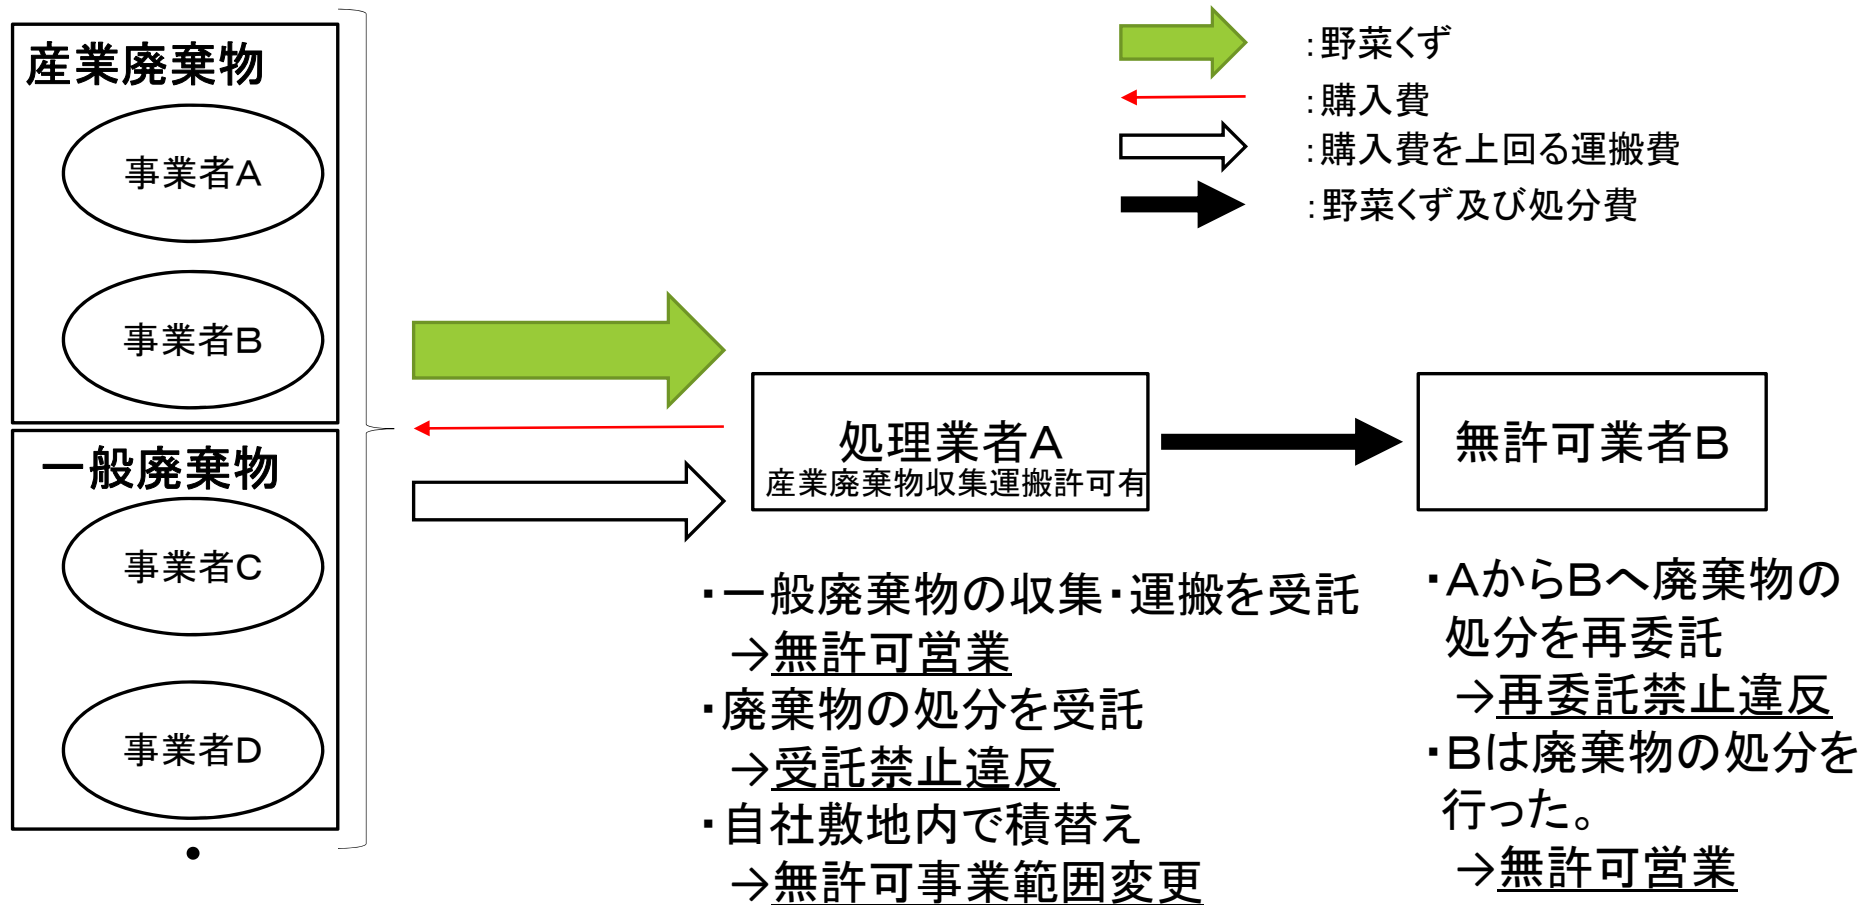 産業廃棄物
事業者A
事業者B
一般廃棄物
事業者C
事業者D
:野菜くず
:購入費
:購入費を上回る運搬費
:野菜くず及び処分費
処理業者A
産業廃棄物収集運搬許可有
無許可業者B
・一般廃棄物の収集・運搬を受託
→無許可営業
・廃棄物の処分を受託
→受託禁止違反
・自社敷地内で積替え
→無許可事業範囲変更
・AからBへ廃棄物の
処分を再委託
→再委託禁止違反
・Bは廃棄物の処分を
行った。
→無許可営業